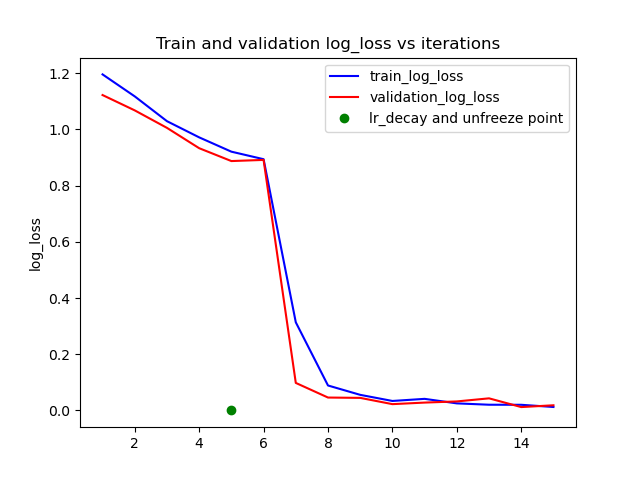 Train and validation log_loss vs iterations
train_log_loss
validation_log_loss
lr_decay and unfreeze point
log_loss
1.2
1.0
0.8
0.6
0.4
0.2
0.0
2
4
6
8
10
12
14